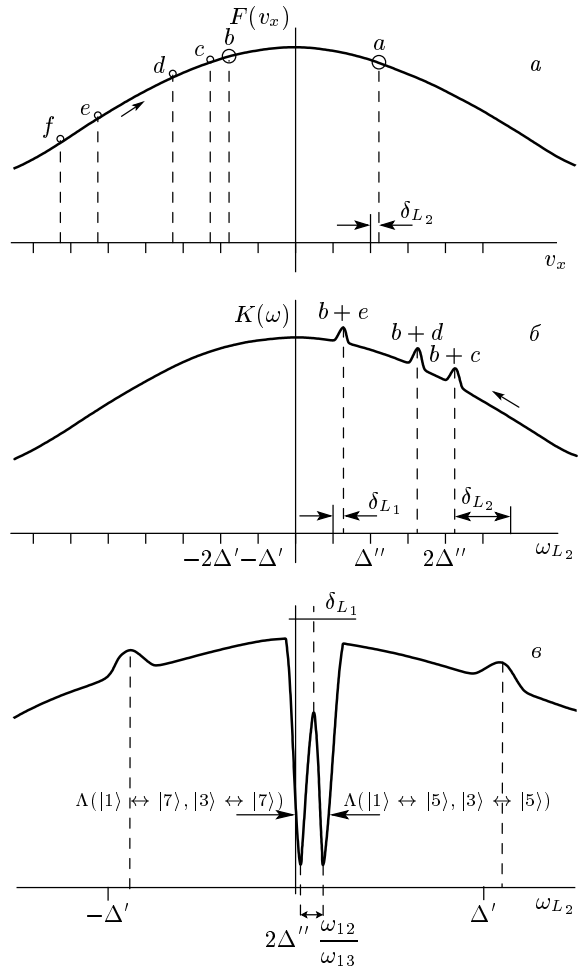 F(v_x)
a
b
c
d
e
f
а
δ_{L_2}
v_x
K(ω)
b + e
b + d
b + c
б
δ_{L_1}
δ_{L_2}
−2Δ′ −Δ′
Δ″
2Δ″
ω_{L_2}
δ_{L_1}
в
Λ(|1⟩ ↔ |7⟩, |3⟩ ↔ |7⟩)
Λ(|1⟩ ↔ |5⟩, |3⟩ ↔ |5⟩)
−Δ′
Δ′
ω_{L_2}
2Δ″ ω_{12}/ω_{13}